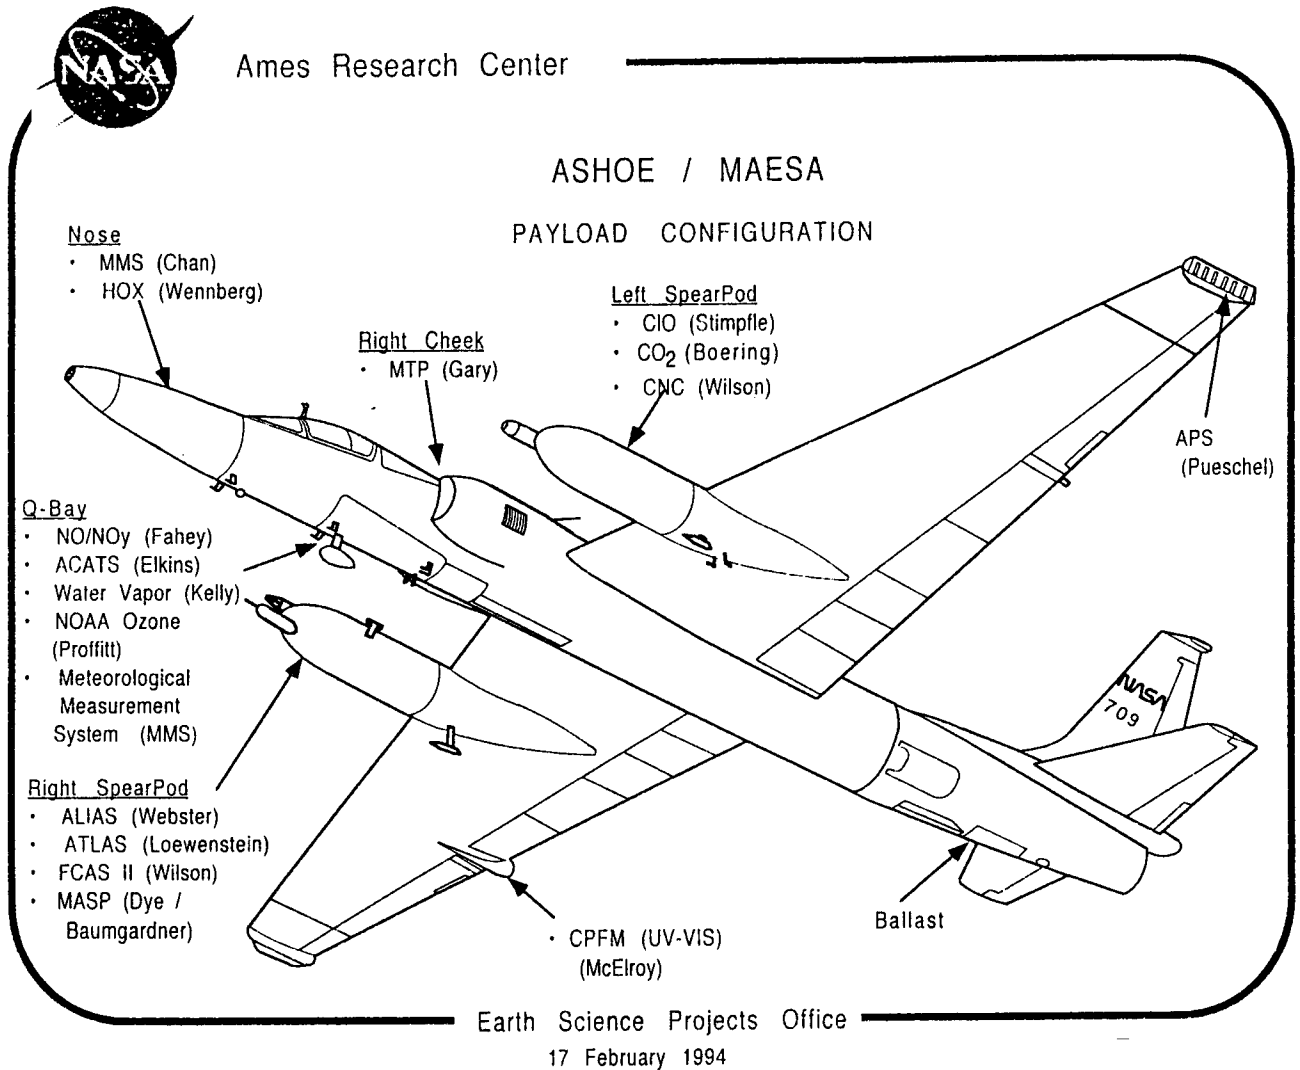 NASA
Ames Research Center
ASHOE / MAESA
PAYLOAD CONFIGURATION
Nose
· MMS (Chan)
· HOX (Wennberg)
Right Cheek
· MTP (Gary)
Left SpearPod
· ClO (Stimpfle)
· CO2 (Boering)
· CNC (Wilson)
APS
(Pueschel)
Q-Bay
· NO/NOy (Fahey)
· ACATS (Elkins)
· Water Vapor (Kelly)
· NOAA Ozone
(Proffitt)
· Meteorological
Measurement
System (MMS)
Right SpearPod
· ALIAS (Webster)
· ATLAS (Loewenstein)
· FCAS II (Wilson)
· MASP (Dye /
Baumgardner)
NASA
709
Ballast
· CPFM (UV-VIS)
(McElroy)
Earth Science Projects Office
17 February 1994